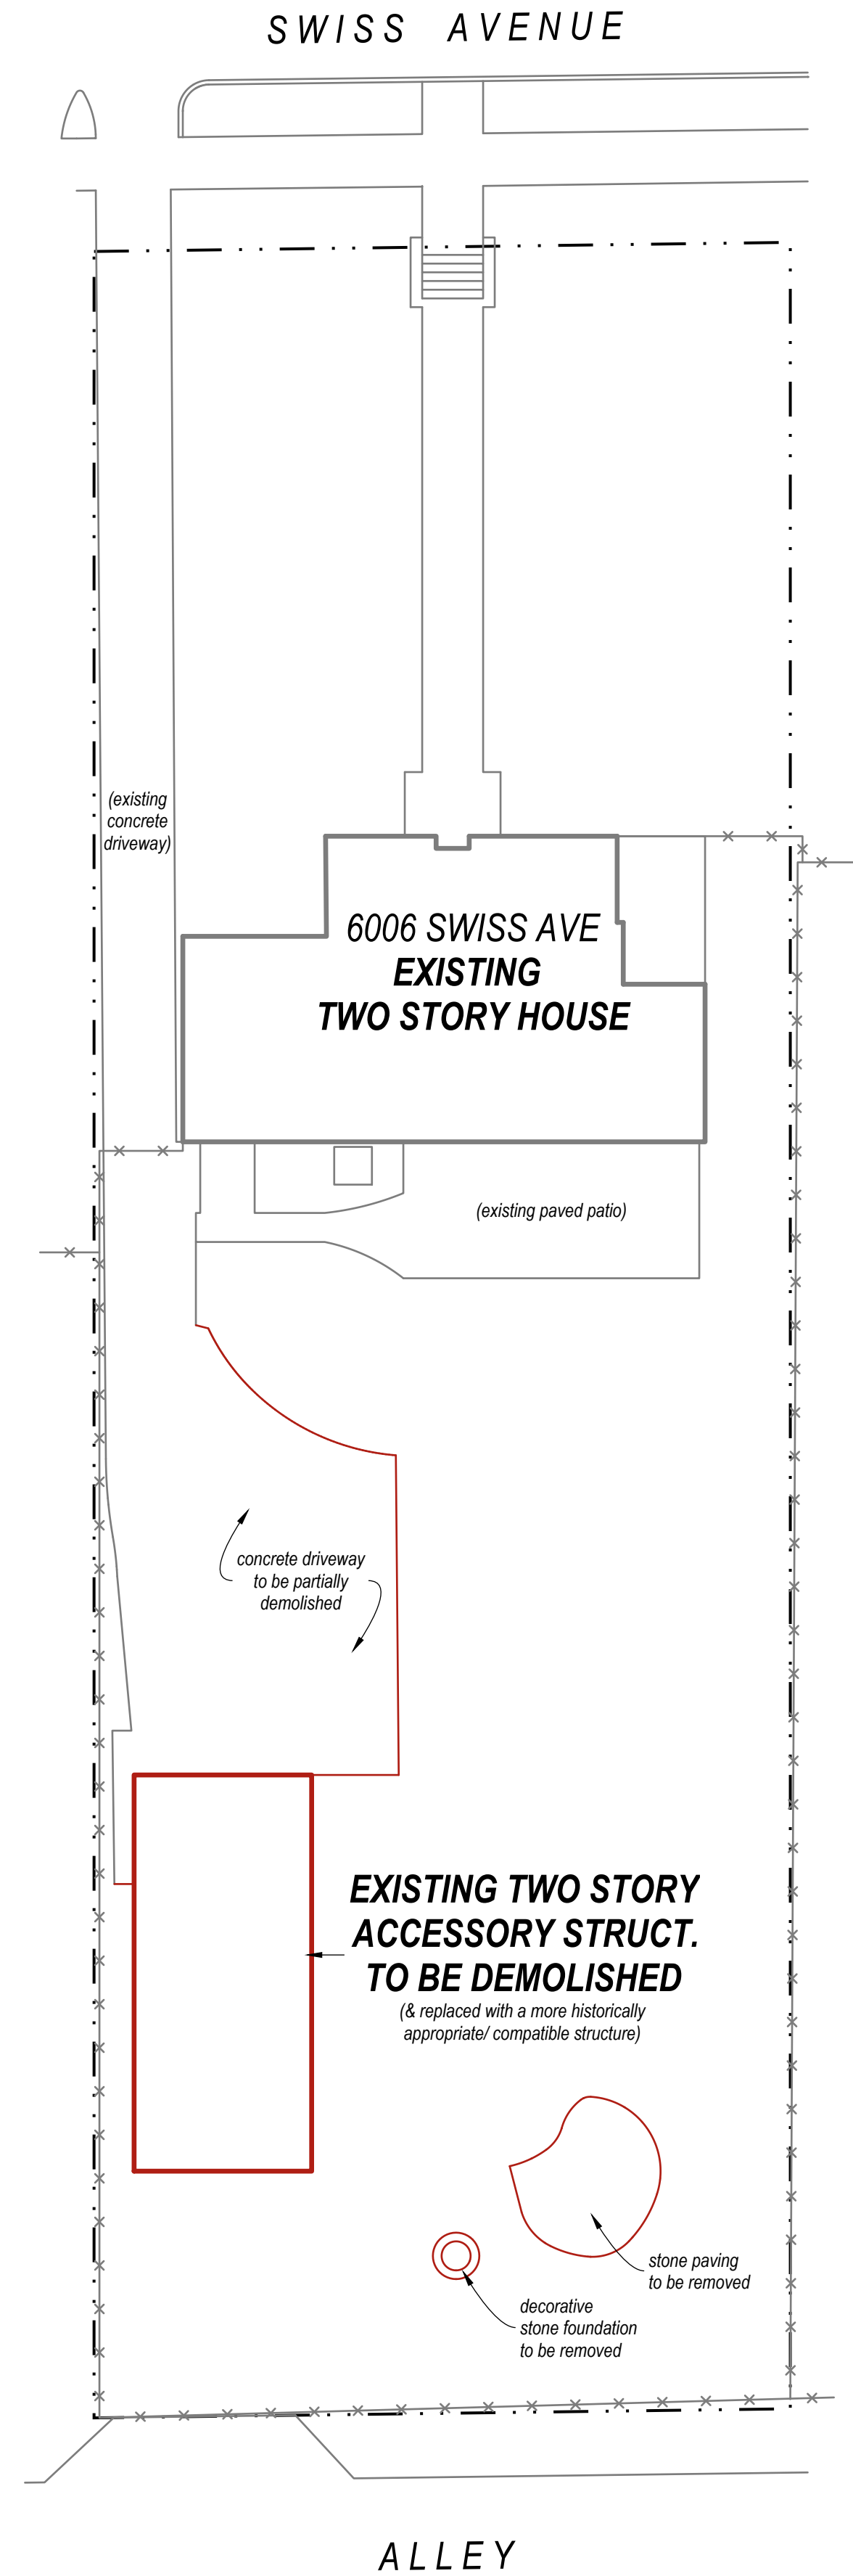 SWISS AVENUE
(existing
concrete
driveway)
6006 SWISS AVE
EXISTING
TWO STORY HOUSE
(existing paved patio)
concrete driveway
to be partially
demolished
EXISTING TWO STORY
ACCESSORY STRUCT.
TO BE DEMOLISHED
(& replaced with a more historically
appropriate/ compatible structure)
stone paving
to be removed
decorative
stone foundation
to be removed
ALLEY